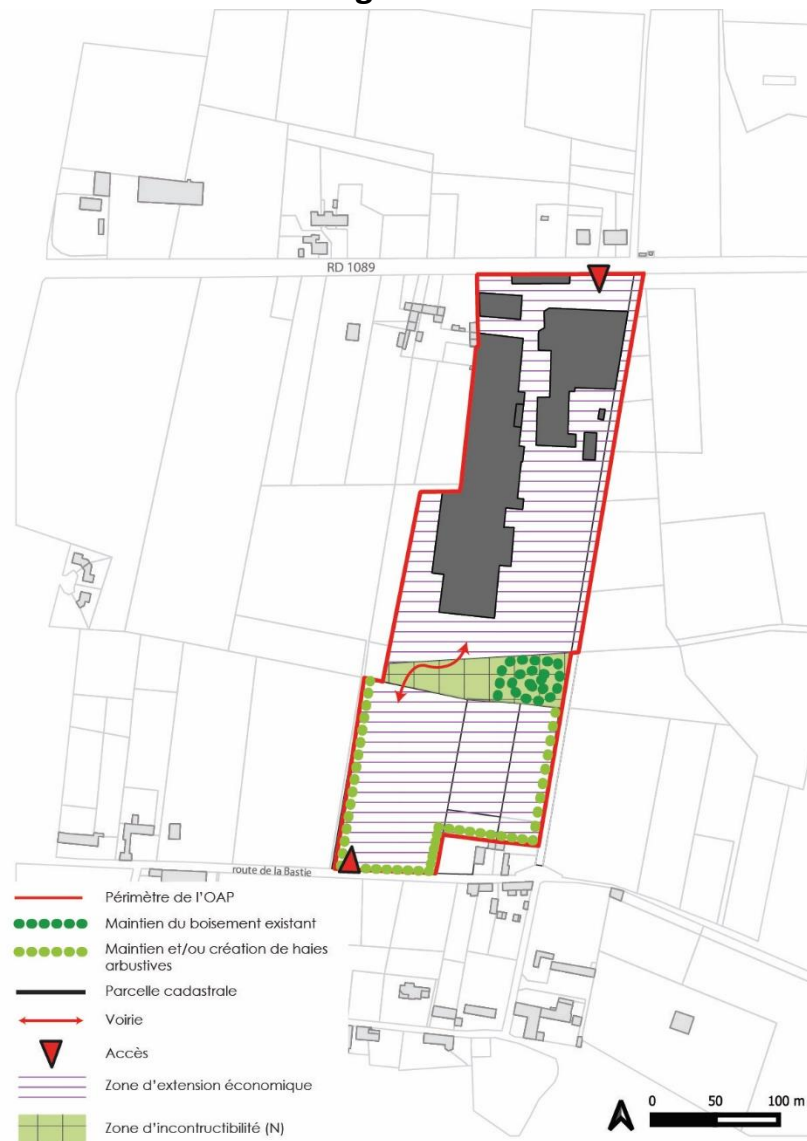 RD 1089
route de la Bastie
Périmètre de l'OAP
Maintien du boisement existant
Maintien et/ou création de haies
arbustives
Parcelle cadastrale
Voirie
Accès
Zone d'extension économique
Zone d'incontructibilité (N)
0 50 100 m